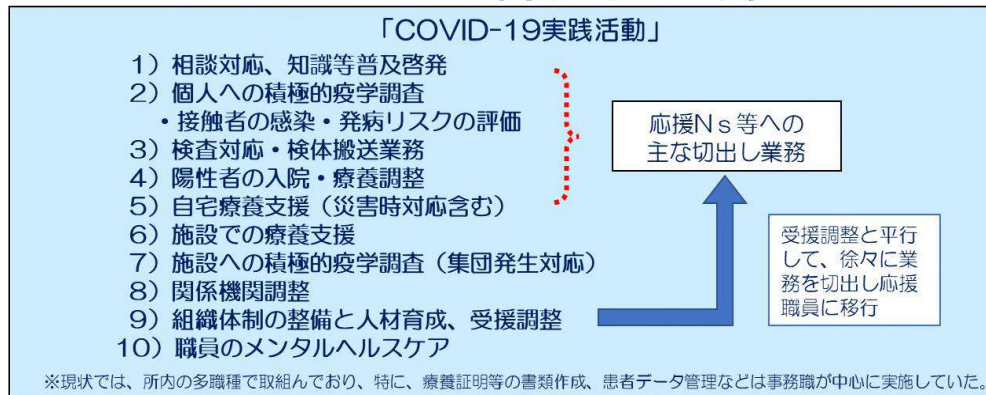 「COVID-19実践活動」
1）相談対応、知識等普及啓発
2）個人への積極的疫学調査
・接触者の感染・発病リスクの評価
3）検査対応・検体搬送業務
4）陽性者の入院・療養調整
5）自宅療養支援（災害時対応含む）
6）施設での療養支援
7）施設への積極的疫学調査（集団発生対応）
8）関係機関調整
9）組織体制の整備と人材育成、受援調整
10）職員のメンタルヘルスケア
応援Ｎｓ等への
主な切出し業務
受援調整と平行
して、徐々に業
務を切出し応援
職員に移行
※現状では、所内の多職種で取組んでおり、特に、療養証明等の書類作成、患者データ管理などは事務職が中心に実施していた。